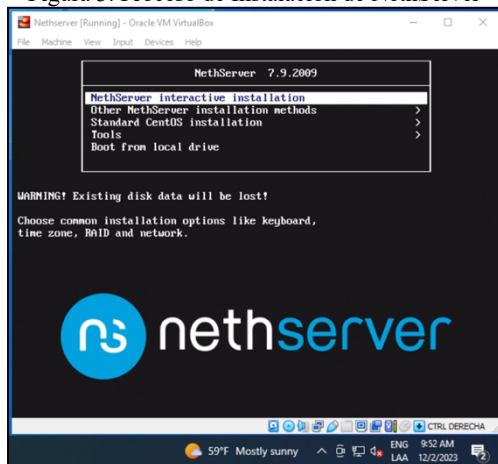 Figura 3. Proceso de Instalación de NethServer
Nethserver [Running] - Oracle VM VirtualBox
File Machine View Input Devices Help
NethServer 7.9.2009
NethServer interactive installation
Other NethServer installation methods >
Standard CentOS installation >
Tools >
Boot from local drive
WARNING! Existing disk data will be lost!
Choose common installation options like keyboard,
time zone, RAID and network.
ns nethserver
CTRL DERECHA
59°F Mostly sunny ENG 9:52 AM
LAA 12/2/2023 2